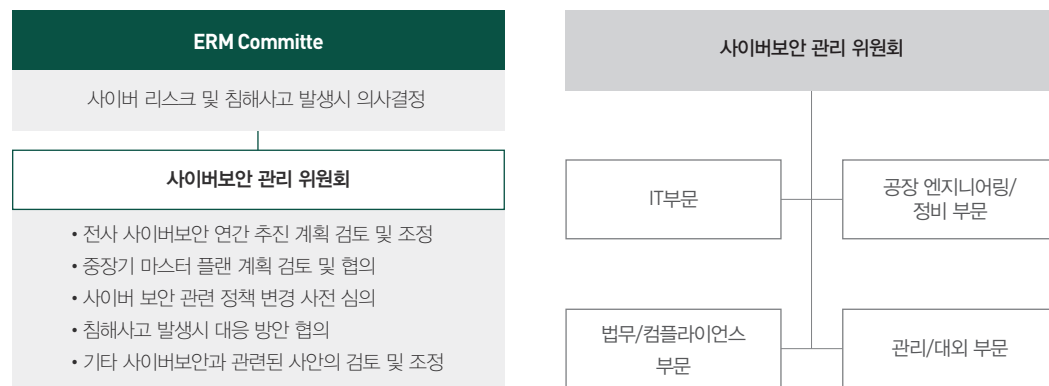 ERM Committe
사이버 리스크 및 침해사고 발생시 의사결정
사이버보안 관리 위원회
• 전사 사이버보안 연간 추진 계획 검토 및 조정
• 중장기 마스터 플랜 계획 검토 및 협의
• 사이버 보안 관련 정책 변경 사전 심의
• 침해사고 발생시 대응 방안 협의
• 기타 사이버보안과 관련된 사안의 검토 및 조정
사이버보안 관리 위원회
IT부문
공장 엔지니어링/
정비 부문
법무/컴플라이언스
부문
관리/대외 부문